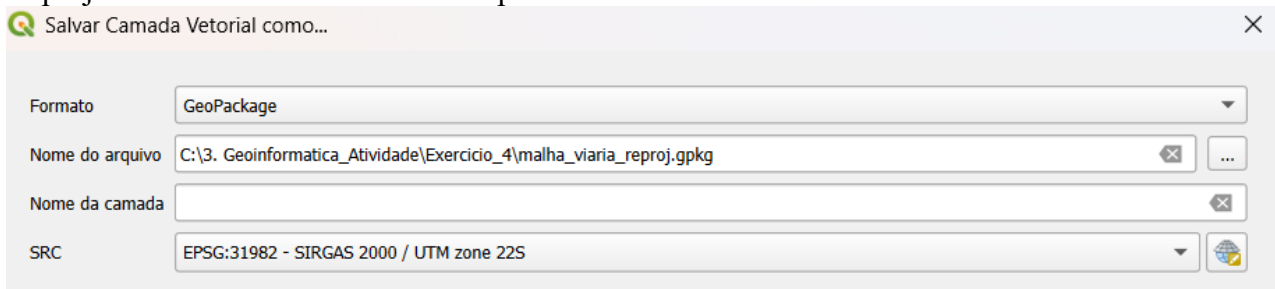 Salvar Camada Vetorial como...
Formato GeoPackage
Nome do arquivo C:\3. Geoinformatica_Atividade\Exercicio_4\malha_viaria_reproj.gpkg ...
Nome da camada
SRC EPSG:31982 - SIRGAS 2000 / UTM zone 22S